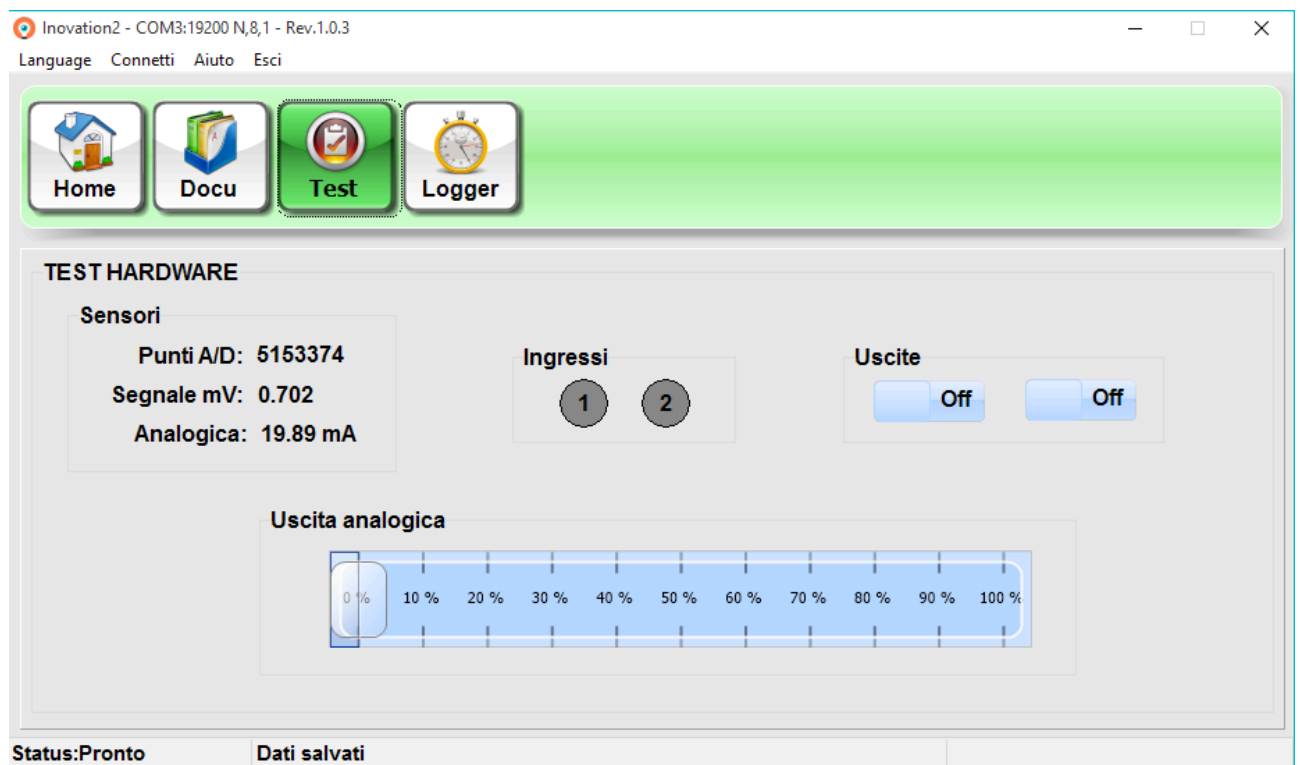 Inovation2 - COM3:19200 N,8,1 - Rev.1.0.3
Language Connetti Aiuto Esci
Home Docu Test Logger
TEST HARDWARE
Sensori
Punti A/D: 5153374
Segnale mV: 0.702
Analogica: 19.89 mA
Ingressi
1 2
Uscite
Off Off
Uscita analogica
0 % 10 % 20 % 30 % 40 % 50 % 60 % 70 % 80 % 90 % 100 %
Status:Pronto Dati salvati